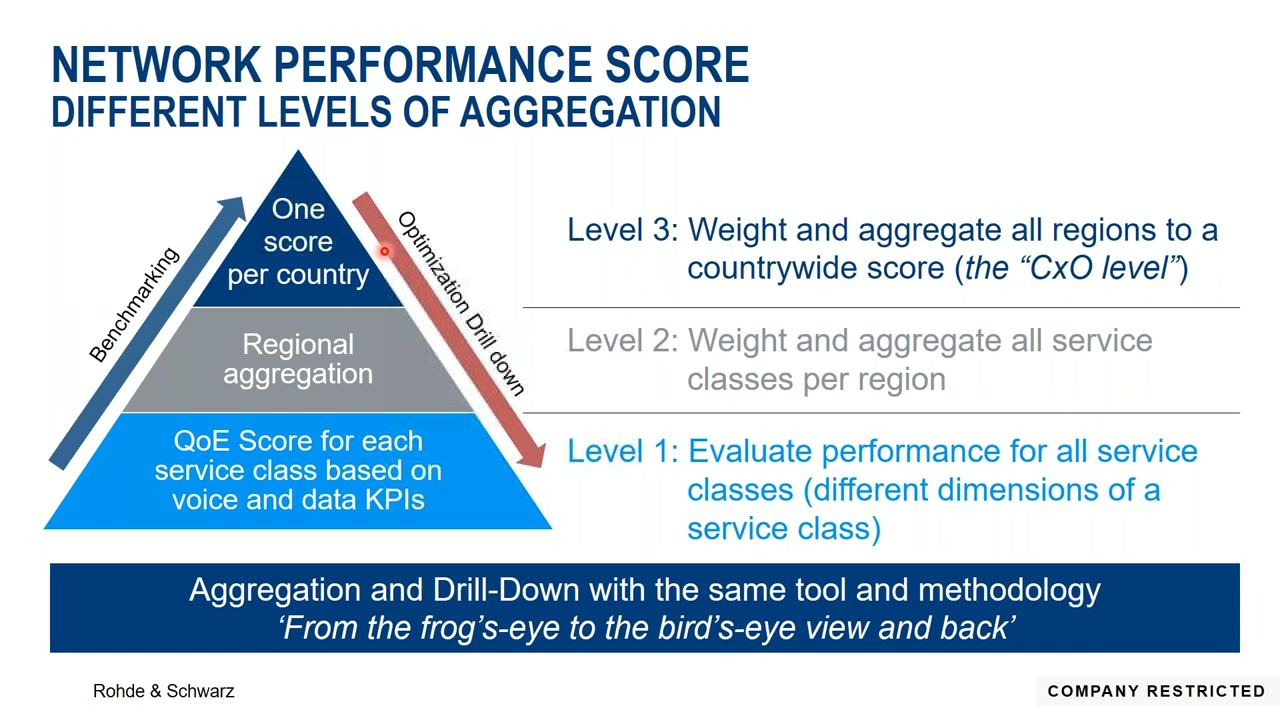 NETWORK PERFORMANCE SCORE
DIFFERENT LEVELS OF AGGREGATION
Benchmarking
One
score
per country
Optimization Drill down
Regional
aggregation
QoE Score for each
service class based on
voice and data KPIs
Level 3: Weight and aggregate all regions to a
countrywide score (the “CxO level”)
Level 2: Weight and aggregate all service
classes per region
Level 1: Evaluate performance for all service
classes (different dimensions of a
service class)
Aggregation and Drill-Down with the same tool and methodology
‘From the frog’s-eye to the bird’s-eye view and back’
Rohde & Schwarz
COMPANY RESTRICTED